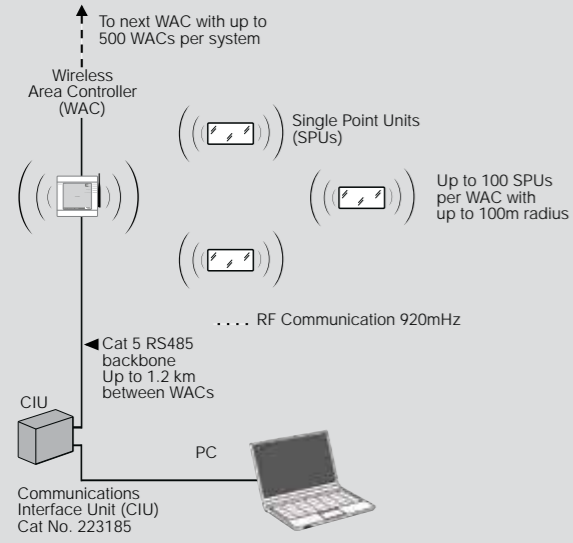 To next WAC with up to
500 WACs per system
Wireless
Area Controller
(WAC)
Single Point Units
(SPUs)
Up to 100 SPUs
per WAC with
up to 100m radius
.... RF Communication 920mHz
Cat 5 RS485
backbone
Up to 1.2 km
between WACs
CIU
PC
Communications
Interface Unit (CIU)
Cat No. 223185